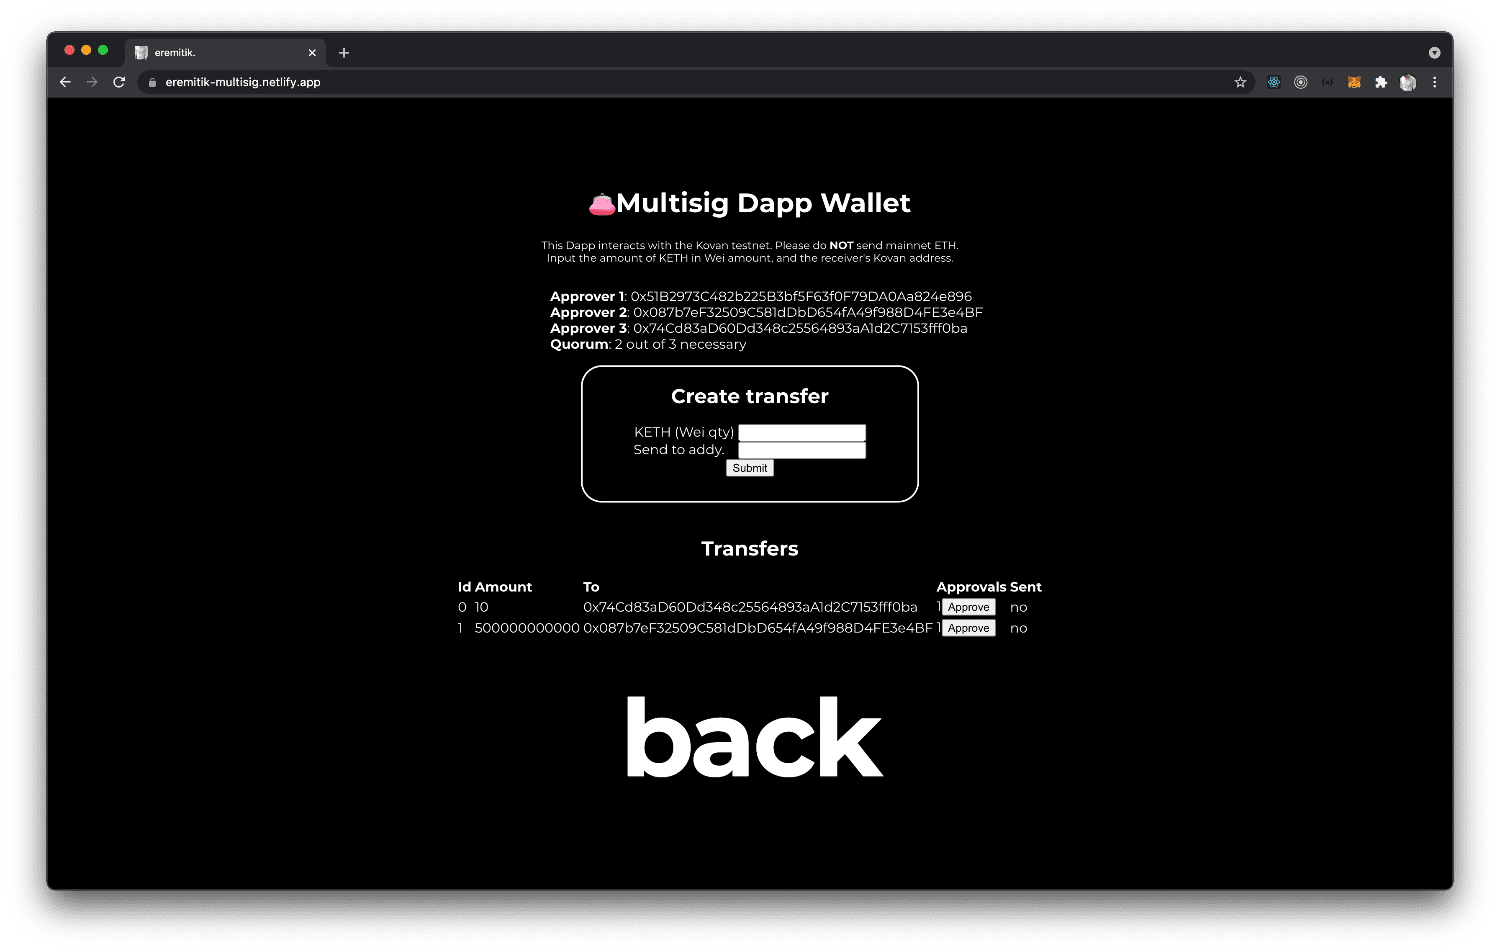 eremitik.
eremitik-multisig.netlify.app
Multisig Dapp Wallet
This Dapp interacts with the Kovan testnet. Please do NOT send mainnet ETH.
Input the amount of KETH in Wei amount, and the receiver's Kovan address.
Approver 1: 0x51B2973C482b225B3bf5F63f0F79DA0Aa824e896
Approver 2: 0x087b7eF32509C581dDbD654fA49f988D4FE3e4BF
Approver 3: 0x74Cd83aD60Dd348c25564893aA1d2C7153fff0ba
Quorum: 2 out of 3 necessary
Create transfer
KETH (Wei qty)
Send to addy.
Submit
Transfers
Id Amount To Approvals Sent
0 10 0x74Cd83aD60Dd348c25564893aA1d2C7153fff0ba 1 Approve no
1 500000000000 0x087b7eF32509C581dDbD654fA49f988D4FE3e4BF 1 Approve no
back